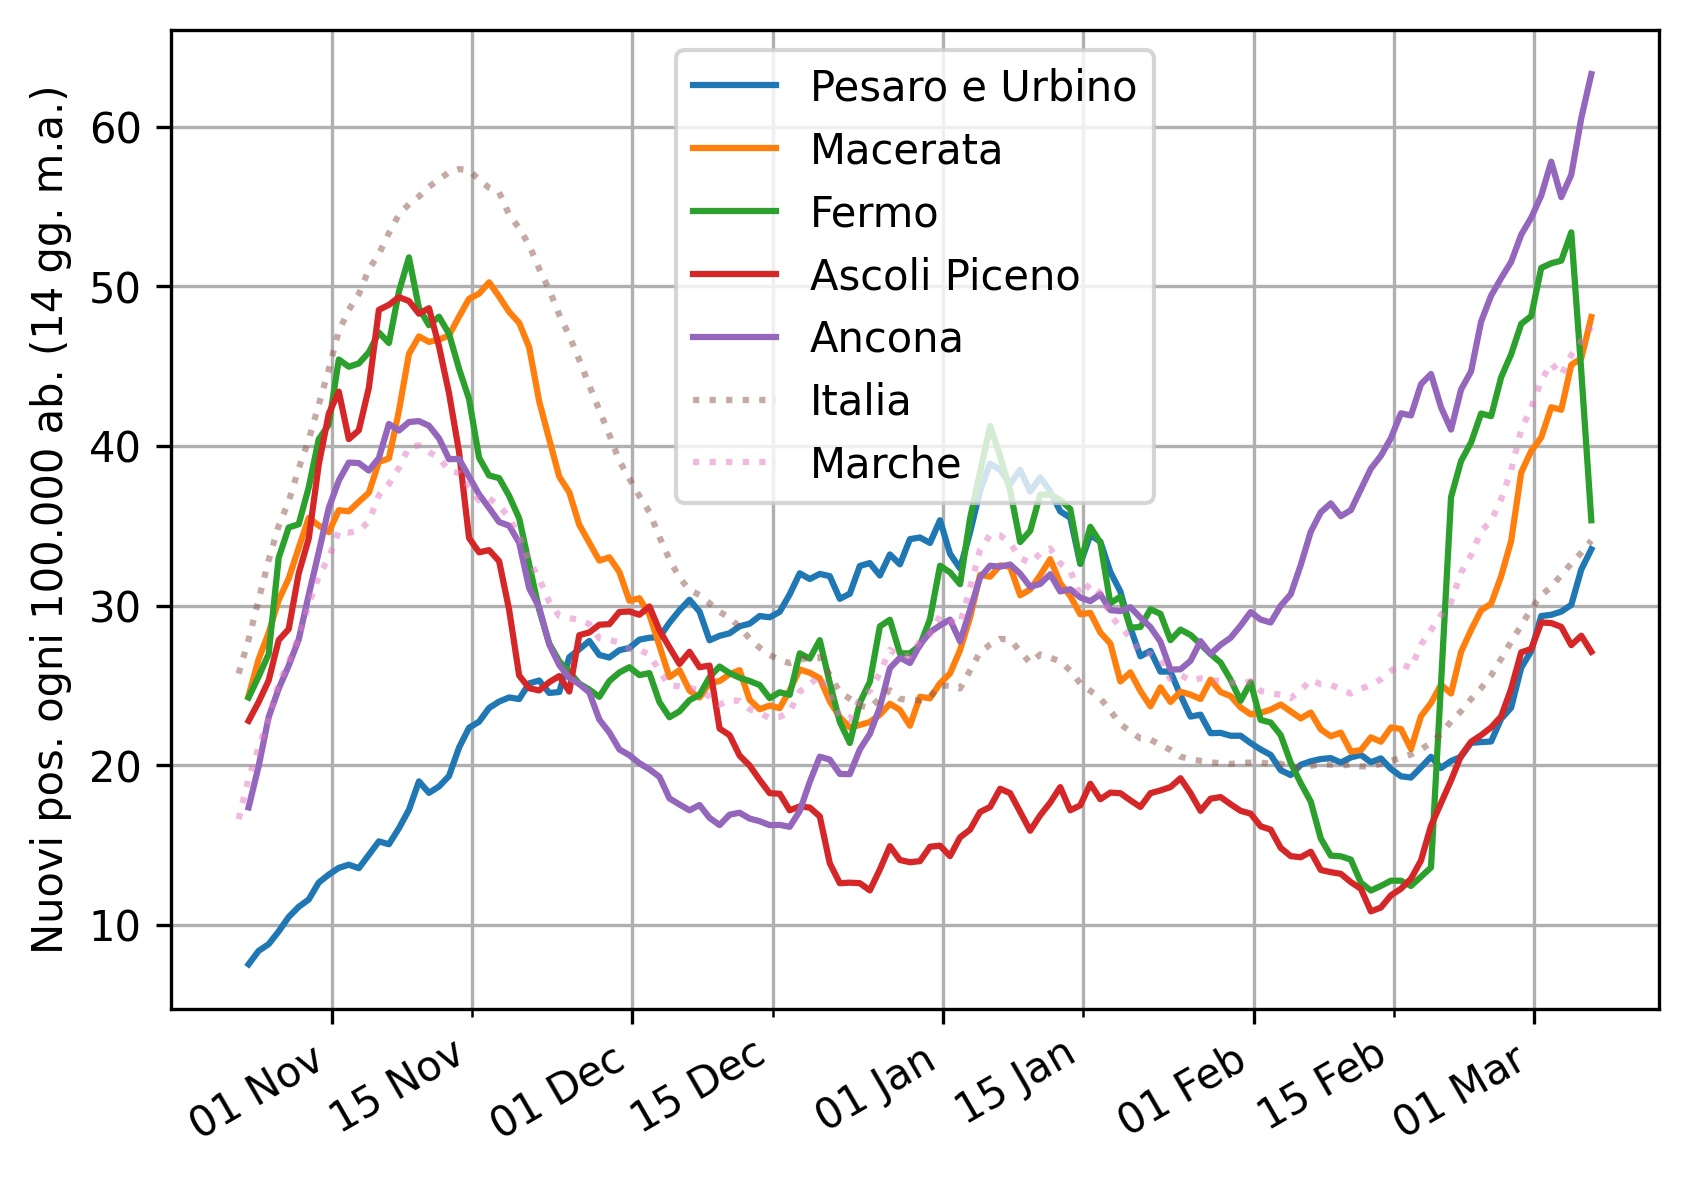 Nuovi pos. ogni 100.000 ab. (14 gg. m.a.)
60
50
40
30
20
10
Pesaro e Urbino
Macerata
Fermo
Ascoli Piceno
Ancona
Italia
Marche
01 Nov
15 Nov
01 Dec
15 Dec
01 Jan
15 Jan
01 Feb
15 Feb
01 Mar